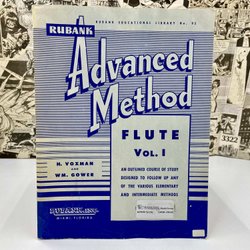 RUBANK EDUCATIONAL LIBRARY No. 93
RUBANK
Advanced
Method
FLUTE
VOL. I
H. VOXMAN
AND
WM. GOWER
AN OUTLINED COURSE OF STUDY
DESIGNED TO FOLLOW UP ANY
OF THE VARIOUS ELEMENTARY
AND INTERMEDIATE METHODS
RUBANK, INC.
MIAMI, FLORIDA